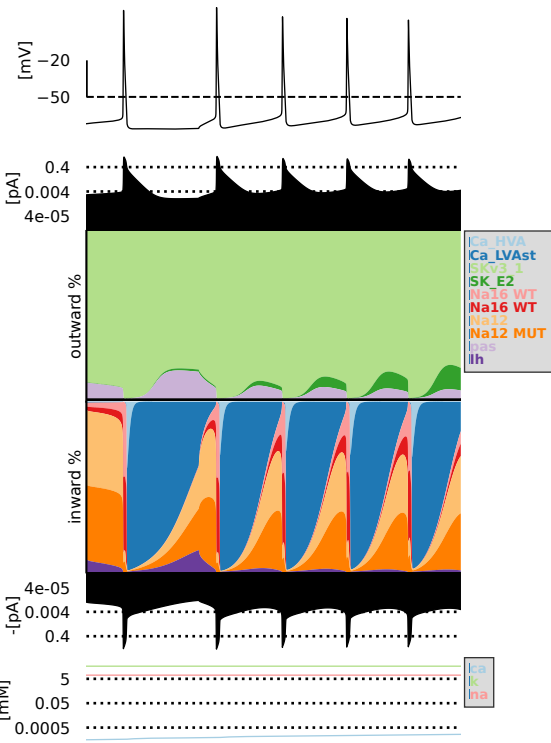 [mV]
−20
−50
[pA]
0.4
0.004
4e-05
outward %
Ca_HVA
Ca_LVAst
SKv3_1
SK_E2
Na16 WT
Na16 WT
Na12
Na12 MUT
pas
Ih
inward %
-[pA]
4e-05
0.004
0.4
[mM]
5
0.05
0.0005
ca
k
na